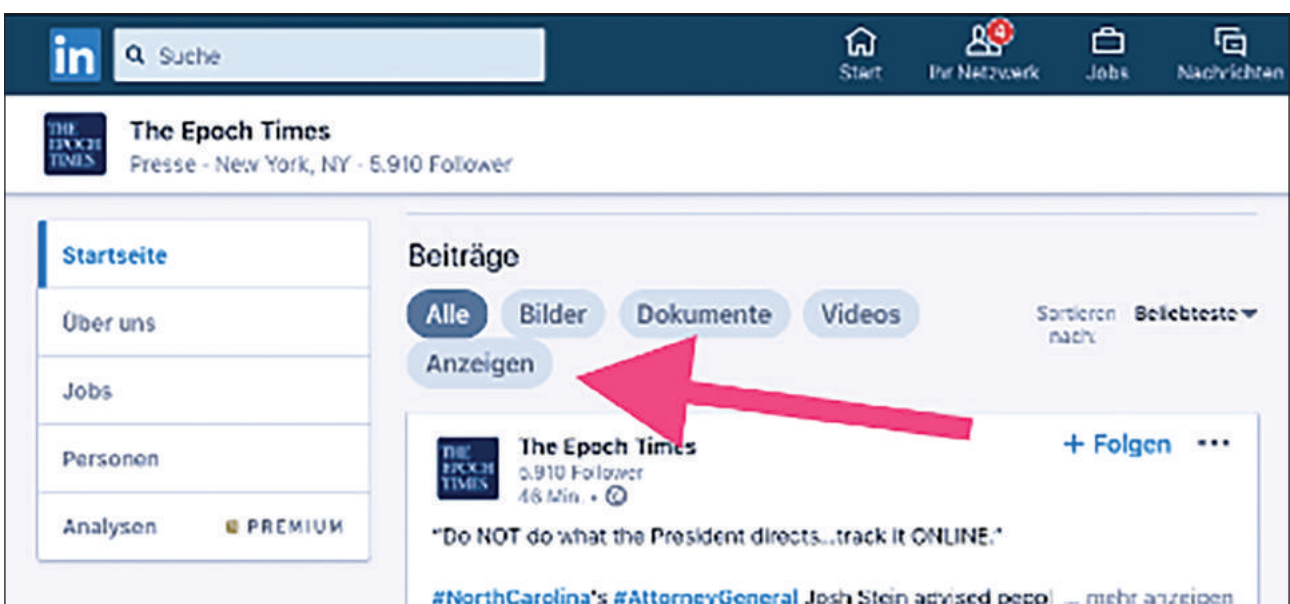 in Suche 4
Start Ihr Netzwerk Jobs Nachrichten
THE EPOCH TIMES
The Epoch Times
Presse - New York, NY - 5.910 Follower
Startseite
Über uns
Jobs
Personen
Analysen PREMIUM
Beiträge
Alle Bilder Dokumente Videos
Anzeigen
Sortieren nach: Beliebteste
THE EPOCH TIMES
The Epoch Times
5.910 Follower
46 Min. •
+ Folgen ...
"Do NOT do what the President directs...track it ONLINE."
#NorthCarolina's #AttorneyGeneral Josh Stein advised peopl ... mehr anzeigen